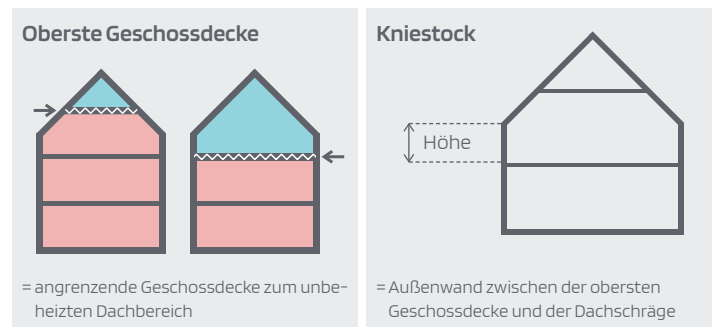 Oberste Geschossdecke
= angrenzende Geschossdecke zum unbe-
heizten Dachbereich
Kniestock
Höhe
= Außenwand zwischen der obersten
Geschossdecke und der Dachschräge